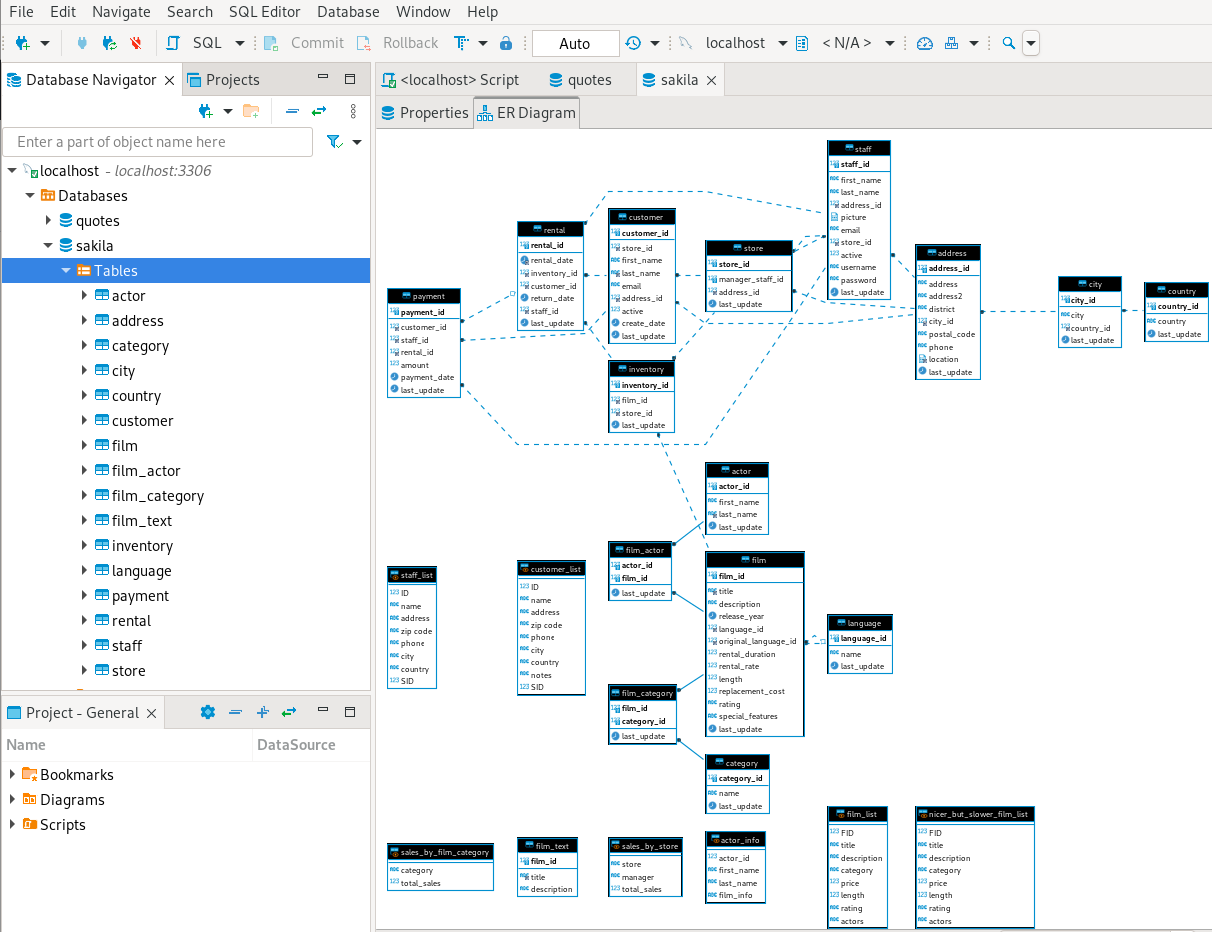 File Edit Navigate Search SQL Editor Database Window Help
SQL Commit Rollback Auto localhost < N/A >
Database Navigator Projects
Enter a part of object name here
localhost - localhost:3306
Databases
quotes
sakila
Tables
actor
address
category
city
country
customer
film
film_actor
film_category
film_text
inventory
language
payment
rental
staff
store
Project - General
Name DataSource
Bookmarks
Diagrams
Scripts
<localhost> Script quotes sakila
Properties ER Diagram
staff
staff_id
first_name
last_name
address_id
picture
email
store_id
active
username
password
last_update
customer
customer_id
store_id
first_name
last_name
email
address_id
active
create_date
last_update
rental
rental_id
rental_date
inventory_id
customer_id
return_date
staff_id
last_update
store
store_id
manager_staff_id
address_id
last_update
address
address_id
address
address2
district
city_id
postal_code
phone
location
last_update
city
city_id
city
country_id
last_update
country
country_id
country
last_update
payment
payment_id
customer_id
staff_id
rental_id
amount
payment_date
last_update
inventory
inventory_id
film_id
store_id
last_update
actor
actor_id
first_name
last_name
last_update
film_actor
actor_id
film_id
last_update
film
film_id
title
description
release_year
language_id
original_language_id
rental_duration
rental_rate
length
replacement_cost
rating
special_features
last_update
staff_list
ID
name
address
zip code
phone
city
country
SID
customer_list
ID
name
address
zip code
phone
city
country
notes
SID
language
language_id
name
last_update
film_category
film_id
category_id
last_update
category
category_id
name
last_update
sales_by_film_category
category
total_sales
film_text
film_id
title
description
sales_by_store
store
manager
total_sales
actor_info
actor_id
first_name
last_name
film_info
film_list
FID
title
description
category
price
length
rating
actors
nicer_but_slower_film_list
FID
title
description
category
price
length
rating
actors